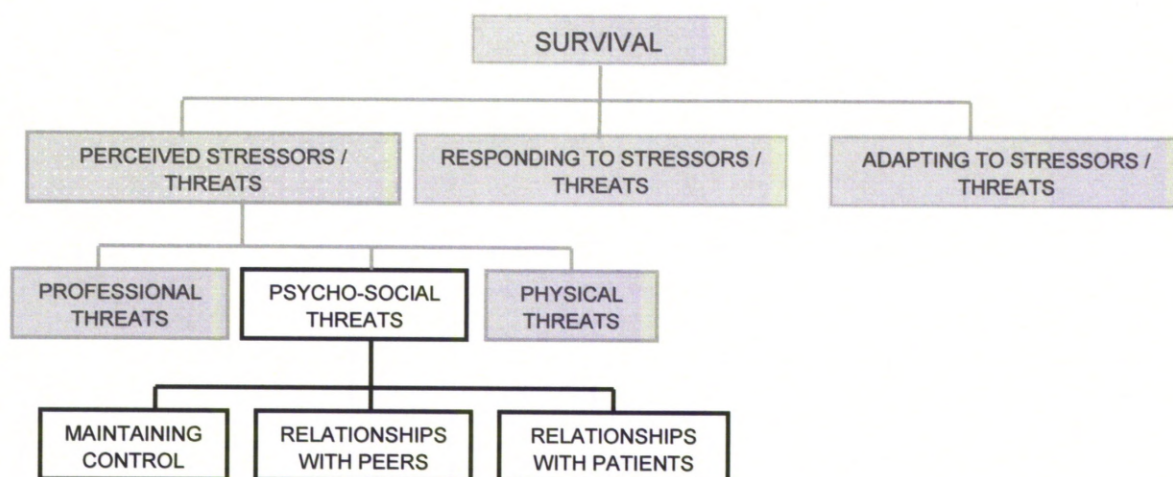 SURVIVAL
PERCEIVED STRESSORS /
THREATS
RESPONDING TO STRESSORS /
THREATS
ADAPTING TO STRESSORS /
THREATS
PROFESSIONAL
THREATS
PSYCHO-SOCIAL
THREATS
PHYSICAL
THREATS
MAINTAINING
CONTROL
RELATIONSHIPS
WITH PEERS
RELATIONSHIPS
WITH PATIENTS